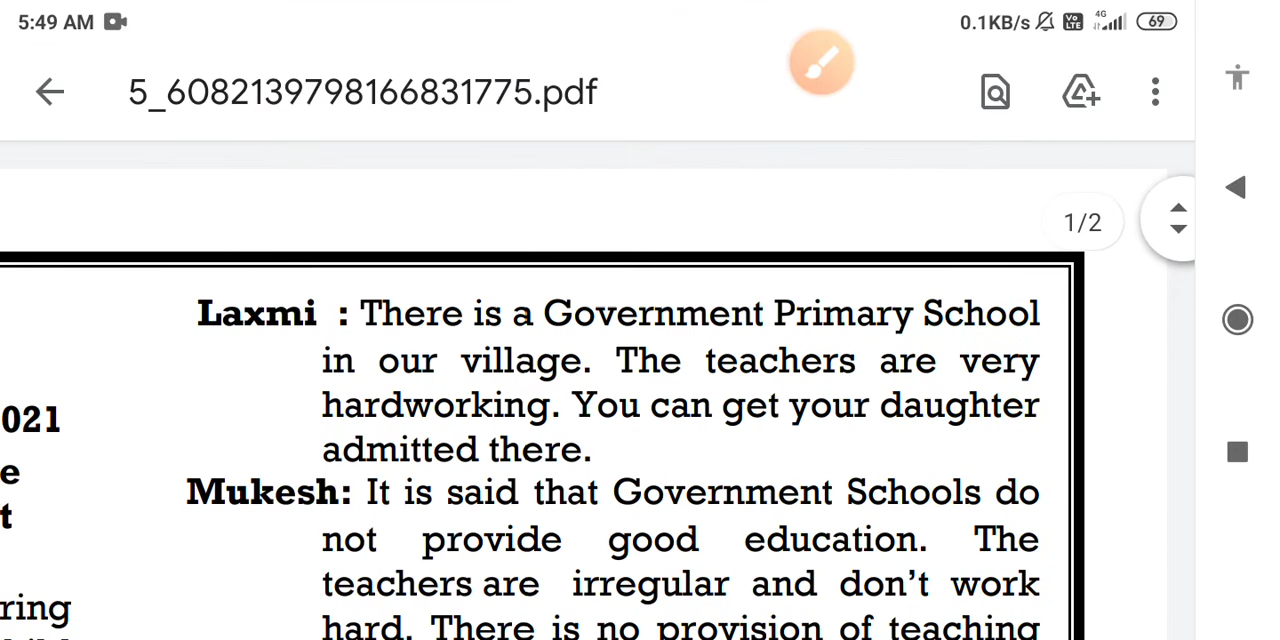 5:49 AM
0.1KB/s Vo LTE 4G 69
5_6082139798166831775.pdf
1/2
Laxmi : There is a Government Primary School
in our village. The teachers are very
hardworking. You can get your daughter
admitted there.
Mukesh: It is said that Government Schools do
not provide good education. The
teachers are irregular and don't work
hard. There is no provision of teaching
021
e
t
ring